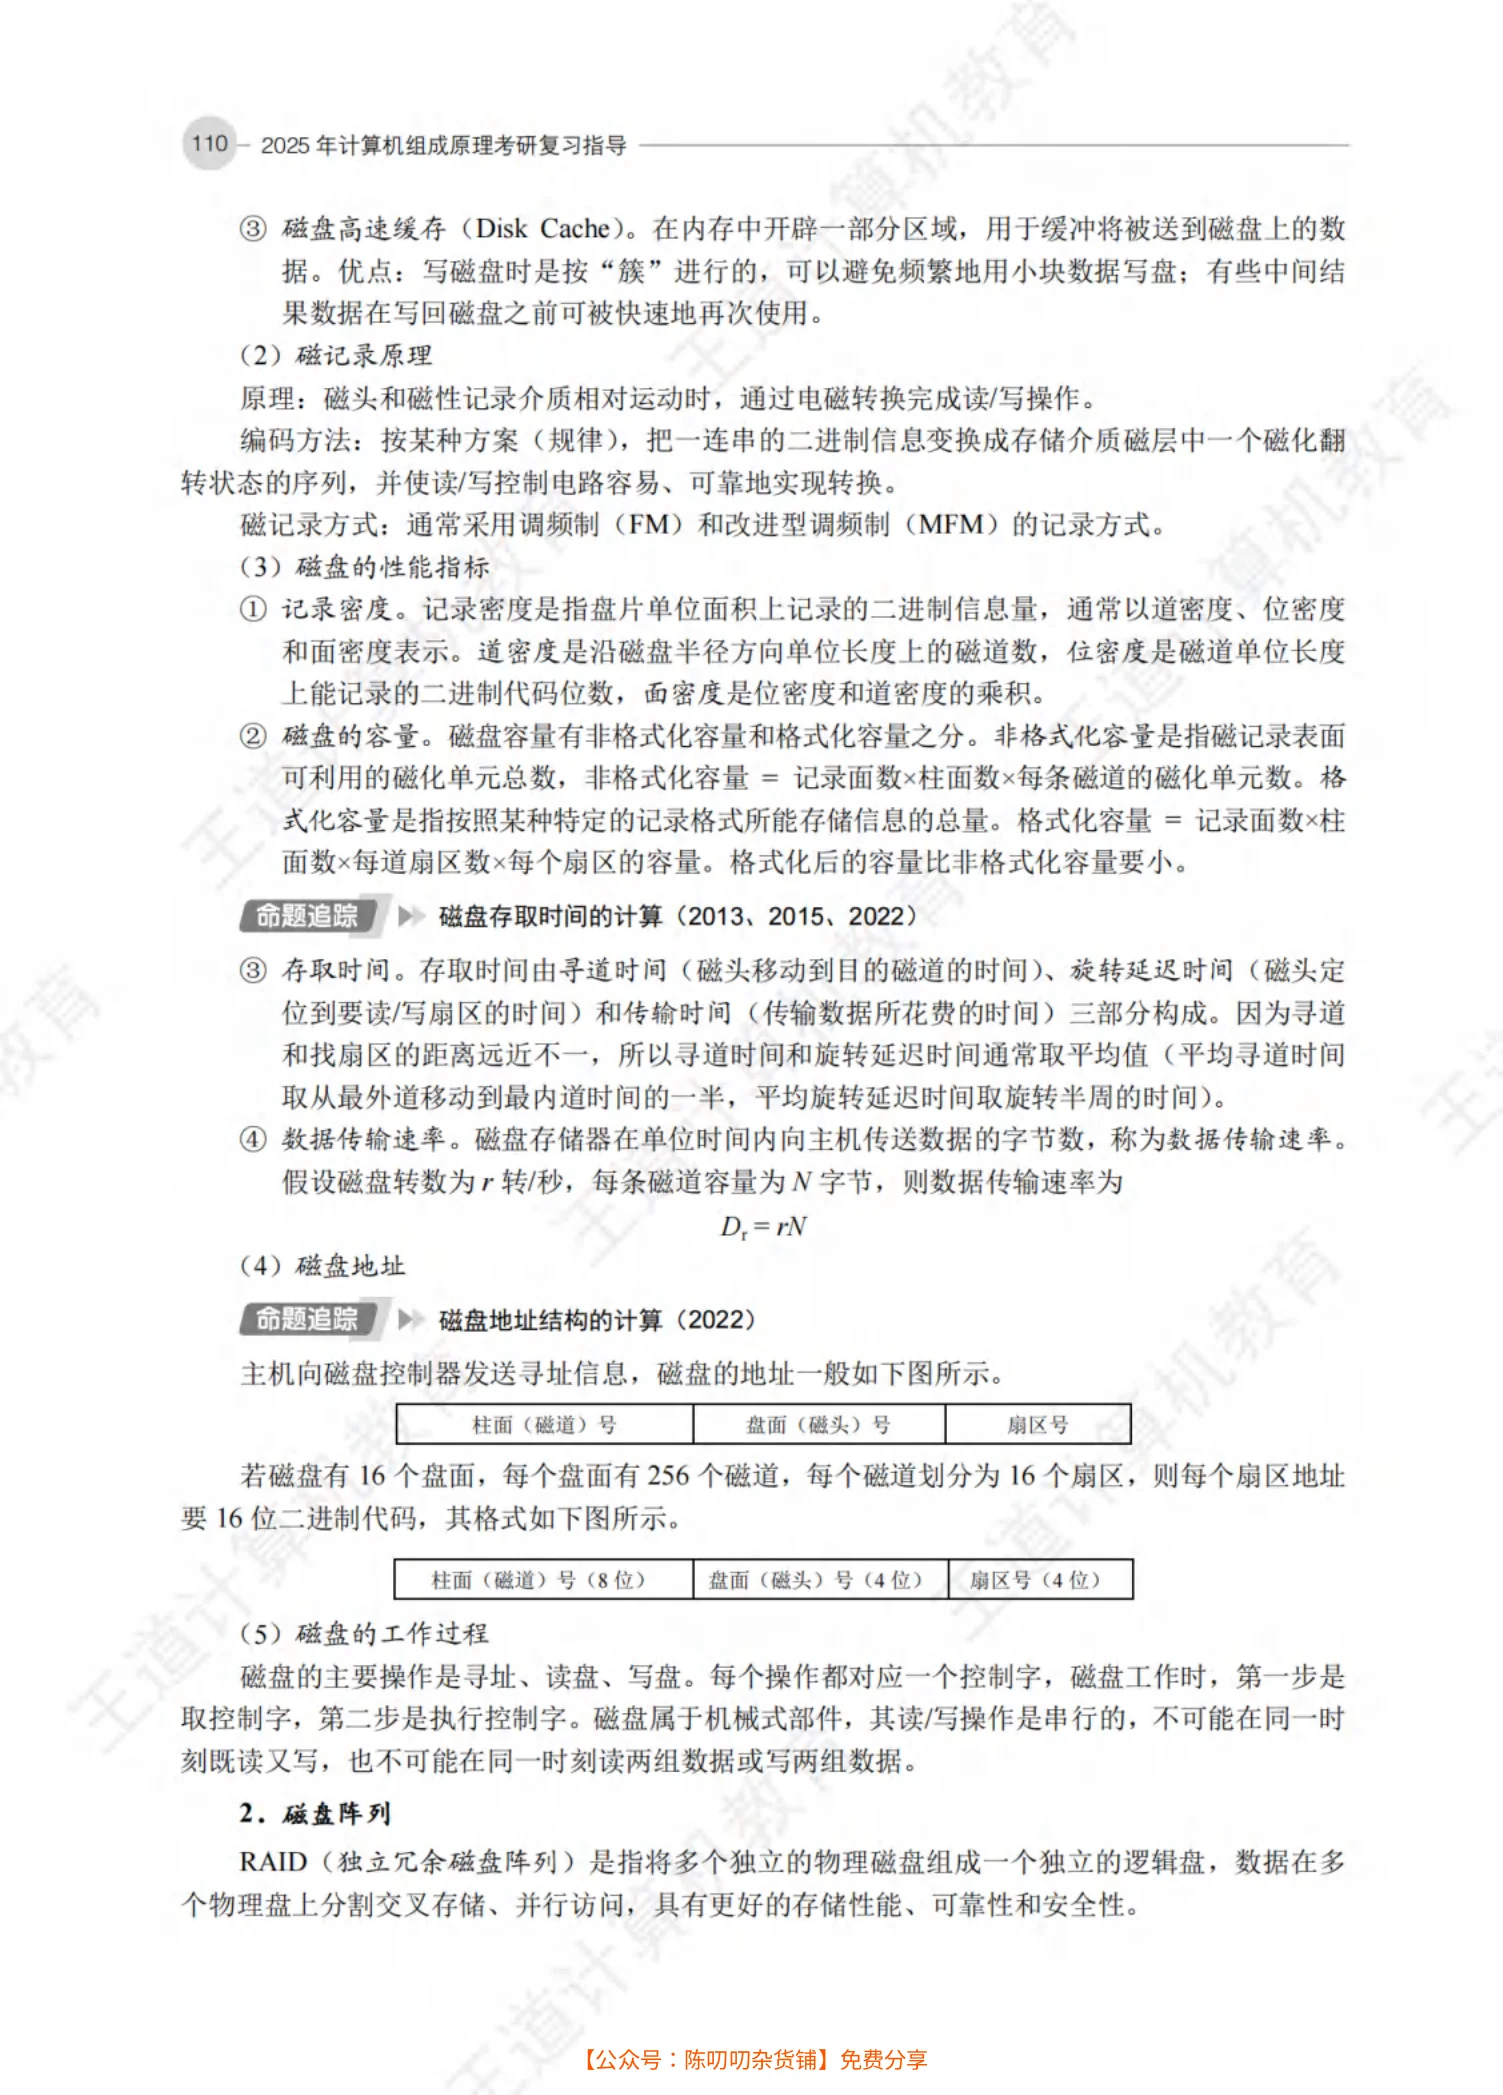 110 2025 年计算机组成原理考研复习指导
③ 磁盘高速缓存（Disk Cache）。在内存中开辟一部分区域，用于缓冲将被送到磁盘上的数
据。优点：写磁盘时是按“簇”进行的，可以避免频繁地用小块数据写盘；有些中间结
果数据在写回磁盘之前可被快速地再次使用。
（2）磁记录原理
原理：磁头和磁性记录介质相对运动时，通过电磁转换完成读/写操作。
编码方法：按某种方案（规律），把一连串的二进制信息变换成存储介质磁层中一个磁化翻
转状态的序列，并使读/写控制电路容易、可靠地实现转换。
磁记录方式：通常采用调频制（FM）和改进型调频制（MFM）的记录方式。
（3）磁盘的性能指标
① 记录密度。记录密度是指盘片单位面积上记录的二进制信息量，通常以道密度、位密度
和面密度表示。道密度是沿磁盘半径方向单位长度上的磁道数，位密度是磁道单位长度
上能记录的二进制代码位数，面密度是位密度和道密度的乘积。
② 磁盘的容量。磁盘容量有非格式化容量和格式化容量之分。非格式化容量是指磁记录表面
可利用的磁化单元总数，非格式化容量 = 记录面数×柱面数×每条磁道的磁化单元数。格
式化容量是指按照某种特定的记录格式所能存储信息的总量。格式化容量 = 记录面数×柱
面数×每道扇区数×每个扇区的容量。格式化后的容量比非格式化容量要小。
命题追踪 磁盘存取时间的计算（2013、2015、2022）
③ 存取时间。存取时间由寻道时间（磁头移动到目的磁道的时间）、旋转延迟时间（磁头定
位到要读/写扇区的时间）和传输时间（传输数据所花费的时间）三部分构成。因为寻道
和找扇区的距离远近不一，所以寻道时间和旋转延迟时间通常取平均值（平均寻道时间
取从最外道移动到最内道时间的一半，平均旋转延迟时间取旋转半周的时间）。
④ 数据传输速率。磁盘存储器在单位时间内向主机传送数据的字节数，称为数据传输速率。
假设磁盘转数为 r 转/秒，每条磁道容量为 N 字节，则数据传输速率为
Dr = rN
（4）磁盘地址
命题追踪 磁盘地址结构的计算（2022）
主机向磁盘控制器发送寻址信息，磁盘的地址一般如下图所示。
柱面（磁道）号 盘面（磁头）号 扇区号
若磁盘有 16 个盘面，每个盘面有 256 个磁道，每个磁道划分为 16 个扇区，则每个扇区地址
要 16 位二进制代码，其格式如下图所示。
柱面（磁道）号（8 位） 盘面（磁头）号（4 位） 扇区号（4 位）
（5）磁盘的工作过程
磁盘的主要操作是寻址、读盘、写盘。每个操作都对应一个控制字，磁盘工作时，第一步是
取控制字，第二步是执行控制字。磁盘属于机械式部件，其读/写操作是串行的，不可能在同一时
刻既读又写，也不可能在同一时刻读两组数据或写两组数据。
2．磁盘阵列
RAID（独立冗余磁盘阵列）是指将多个独立的物理磁盘组成一个独立的逻辑盘，数据在多
个物理盘上分割交叉存储、并行访问，具有更好的存储性能、可靠性和安全性。
【公众号：陈叨叨杂货铺】免费分享
王道计算机教育
王道计算机教育
王道计算机教育
王道计算机教育
王道计算机教育
王道计算机教育
王道计算机教育